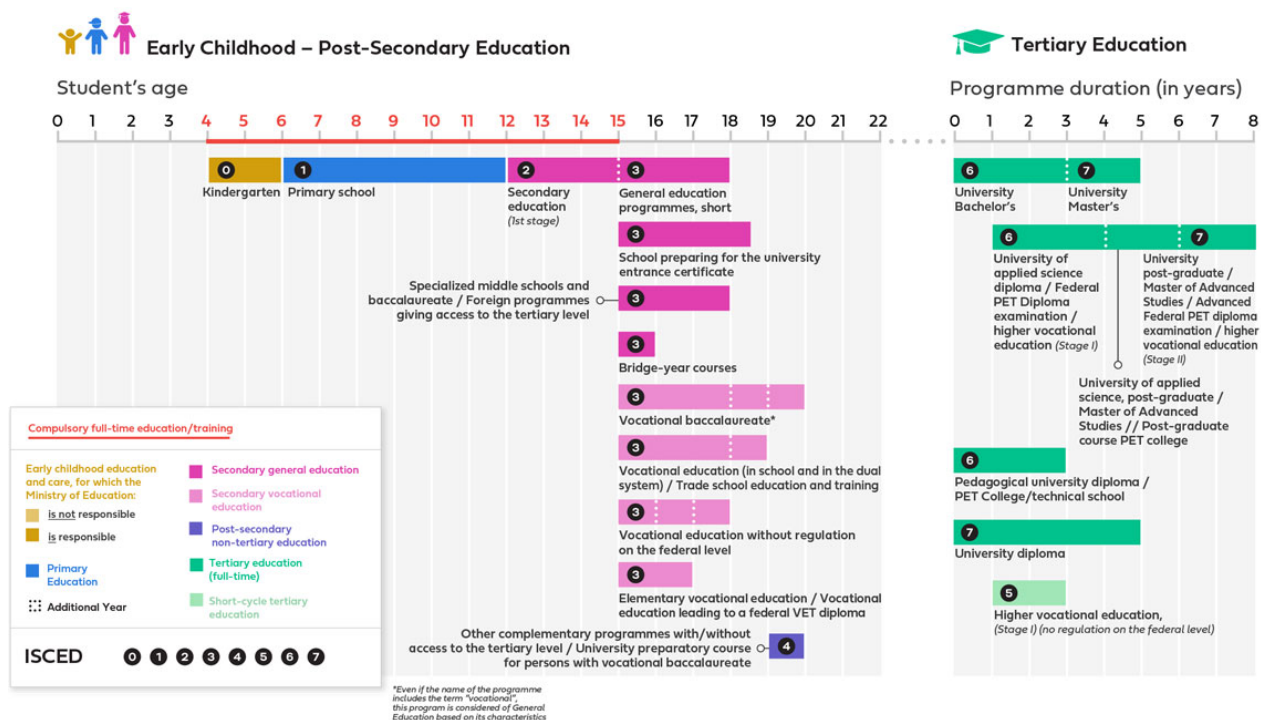 Early Childhood – Post-Secondary Education
Tertiary Education
Student's age
Programme duration (in years)
0 1 2 3 4 5 6 7 8 9 10 11 12 13 14 15 16 17 18 19 20 21 22
0 1 2 3 4 5 6 7 8
0
Kindergarten
1
Primary school
2
Secondary
education
(1st stage)
3
General education
programmes, short
3
School preparing for the university
entrance certificate
Specialized middle schools and
baccalaureate / Foreign programmes
giving access to the tertiary level
3
3
Bridge-year courses
3
Vocational baccalaureate*
3
Vocational education (in school and in the dual
system) / Trade school education and training
3
Vocational education without regulation
on the federal level
3
Elementary vocational education / Vocational
education leading to a federal VET diploma
Other complementary programmes with/without
access to the tertiary level / University preparatory course
for persons with vocational baccalaureate
4
6
University
Bachelor's
7
University
Master's
6
University of
applied science
diploma / Federal
PET Diploma
examination /
higher vocational
education (Stage I)
7
University
post-graduate /
Master of Advanced
Studies / Advanced
Federal PET diploma
examination / higher
vocational education
(Stage II)
University of applied
science, post-graduate /
Master of Advanced
Studies // Post-graduate
course PET college
6
Pedagogical university diploma /
PET College/technical school
7
University diploma
5
Higher vocational education,
(Stage I) (no regulation on the federal level)
Compulsory full-time education/training
Early childhood education
and care, for which the
Ministry of Education:
is not responsible
is responsible
Primary
Education
Additional Year
Secondary general education
Secondary vocational
education
Post-secondary
non-tertiary education
Tertiary education
(full-time)
Short-cycle tertiary
education
ISCED 0 1 2 3 4 5 6 7
*Even if the name of the programme
includes the term "vocational",
this program is considered of General
Education based on its characteristics